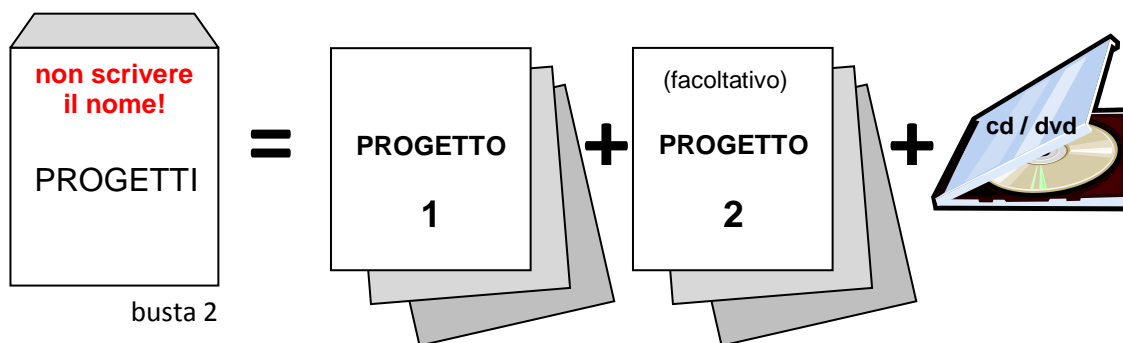 non scrivere
il nome!
PROGETTI
busta 2
=
PROGETTO
1
+
(facoltativo)
PROGETTO
2
+
cd / dvd